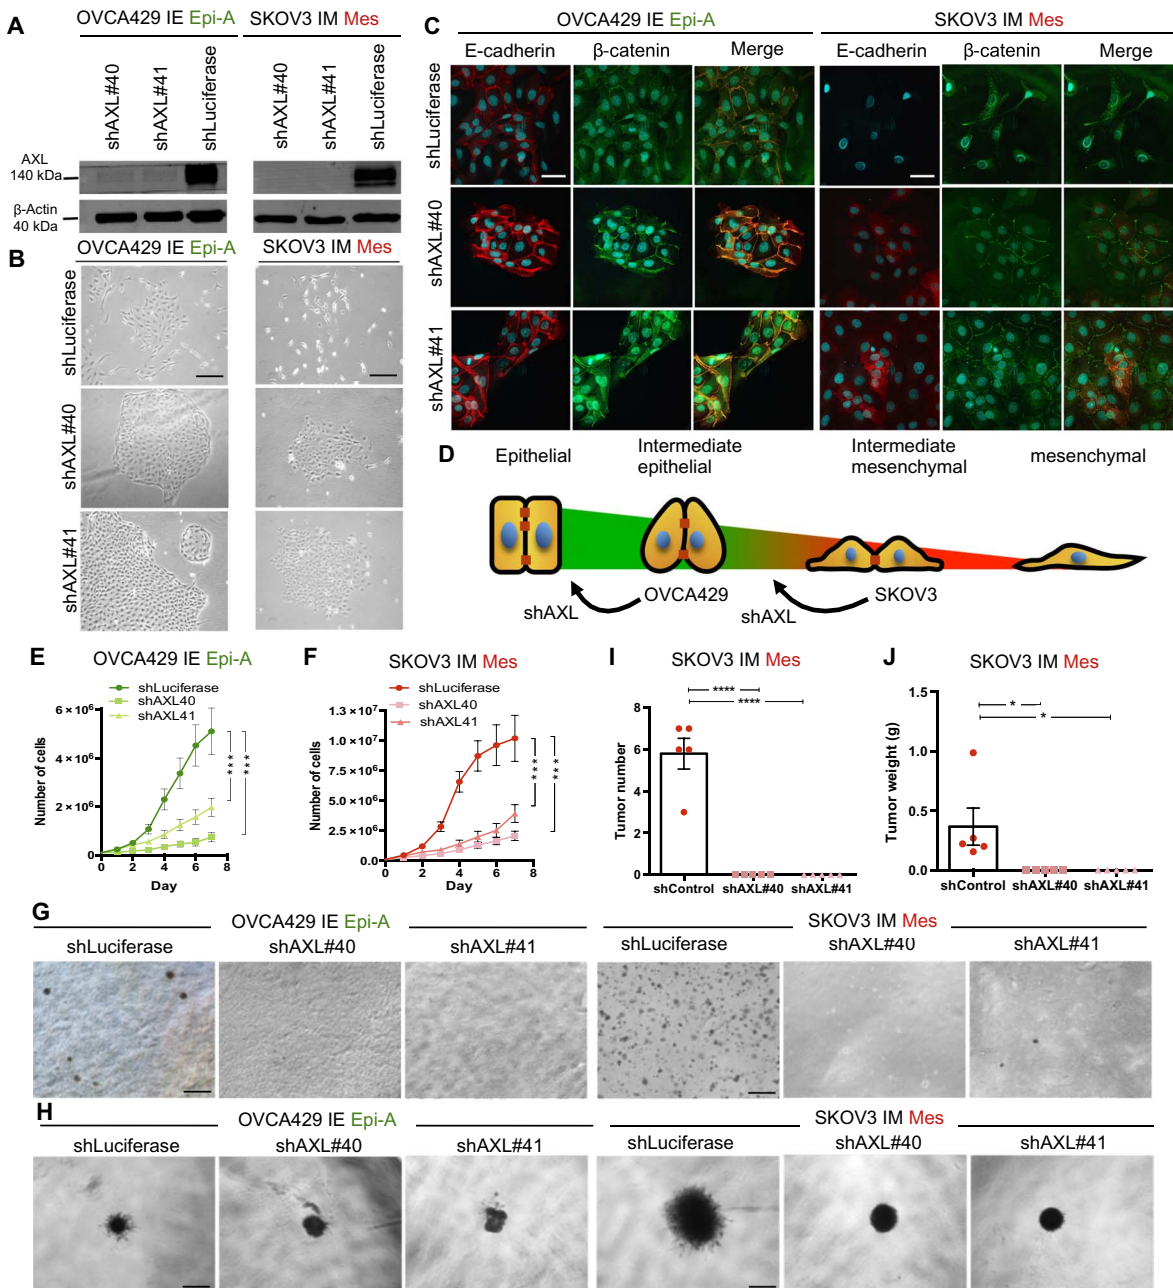 A
OVCA429 IE Epi-A
SKOV3 IM Mes
shAXL#40
shAXL#41
shLuciferase
shAXL#40
shAXL#41
shLuciferase
AXL
140 kDa
β-Actin
40 kDa
B
OVCA429 IE Epi-A
SKOV3 IM Mes
shLuciferase
shAXL#40
shAXL#41
C
OVCA429 IE Epi-A
SKOV3 IM Mes
E-cadherin
β-catenin
Merge
E-cadherin
β-catenin
Merge
shLuciferase
shAXL#40
shAXL#41
D
Epithelial
Intermediate
epithelial
Intermediate
mesenchymal
mesenchymal
shAXL
OVCA429
shAXL
SKOV3
E
OVCA429 IE Epi-A
shLuciferase
shAXL40
shAXL41
Number of cells
6 × 10⁶
4 × 10⁶
2 × 10⁶
0
0 2 4 6 8
Day
***
***
F
SKOV3 IM Mes
shLuciferase
shAXL40
shAXL41
Number of cells
1.3 × 10⁷
1.0 × 10⁷
7.5 × 10⁶
5.0 × 10⁶
2.5 × 10⁶
0.0
0 2 4 6 8
Day
***
***
I
SKOV3 IM Mes
****
****
Tumor number
8
6
4
2
0
shControl
shAXL#40
shAXL#41
J
SKOV3 IM Mes
*
*
Tumor weight (g)
1.5
1.0
0.5
0.0
shControl
shAXL#40
shAXL#41
G
OVCA429 IE Epi-A
SKOV3 IM Mes
shLuciferase
shAXL#40
shAXL#41
shLuciferase
shAXL#40
shAXL#41
H
OVCA429 IE Epi-A
SKOV3 IM Mes
shLuciferase
shAXL#40
shAXL#41
shLuciferase
shAXL#40
shAXL#41